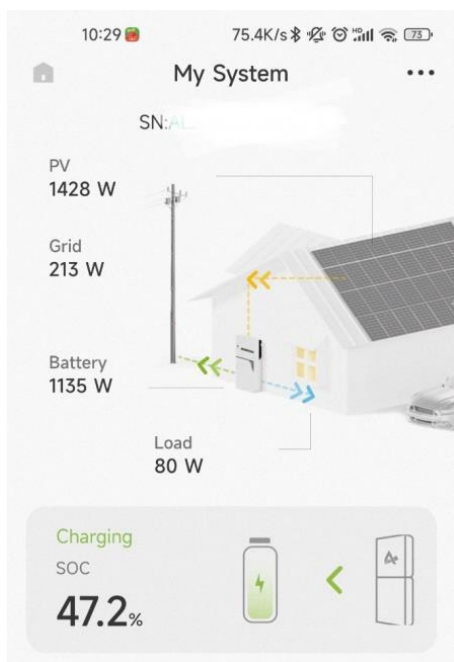 10:29 75.4K/s HD 73
My System
SN:AL
PV
1428 W
Grid
213 W
Battery
1135 W
Load
80 W
Charging
SOC
47.2%